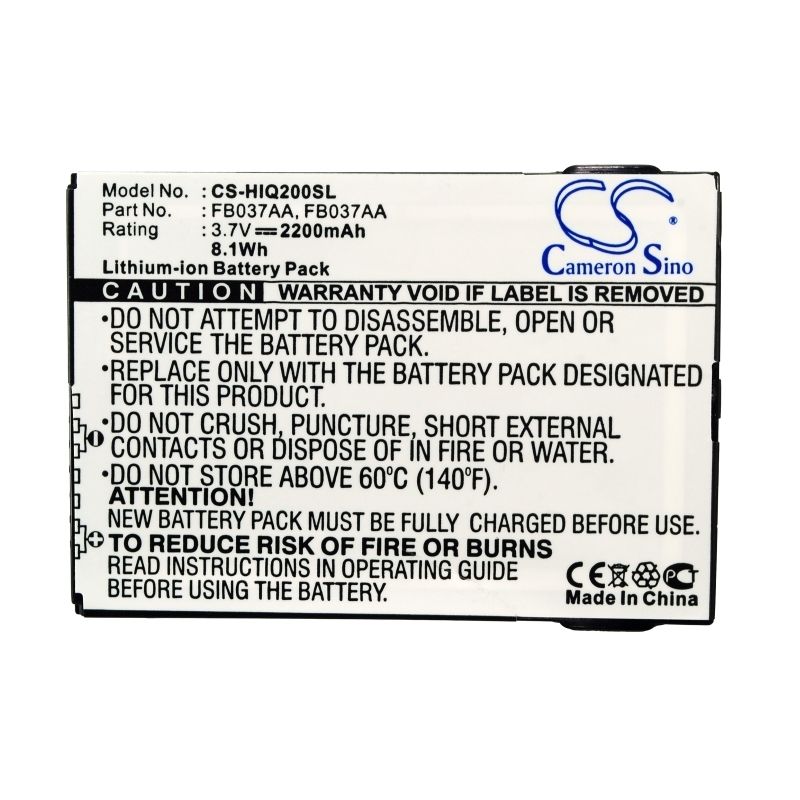 Model No. : CS-HIQ200SL
Part No. : FB037AA, FB037AA
Rating : 3.7V⎓2200mAh
8.1Wh
Lithium-ion Battery Pack
CS ®
Cameron Sino
CAUTION WARRANTY VOID IF LABEL IS REMOVED
•DO NOT ATTEMPT TO DISASSEMBLE, OPEN OR
SERVICE THE BATTERY PACK.
•REPLACE ONLY WITH THE BATTERY PACK DESIGNATED
FOR THIS PRODUCT.
•DO NOT CRUSH, PUNCTURE, SHORT EXTERNAL
CONTACTS OR DISPOSE OF IN FIRE OR WATER.
•DO NOT STORE ABOVE 60°C (140°F).
ATTENTION!
NEW BATTERY PACK MUST BE FULLY CHARGED BEFORE USE.
TO REDUCE RISK OF FIRE OR BURNS
READ INSTRUCTIONS IN OPERATING GUIDE
BEFORE USING THE BATTERY.
CE
Made In China